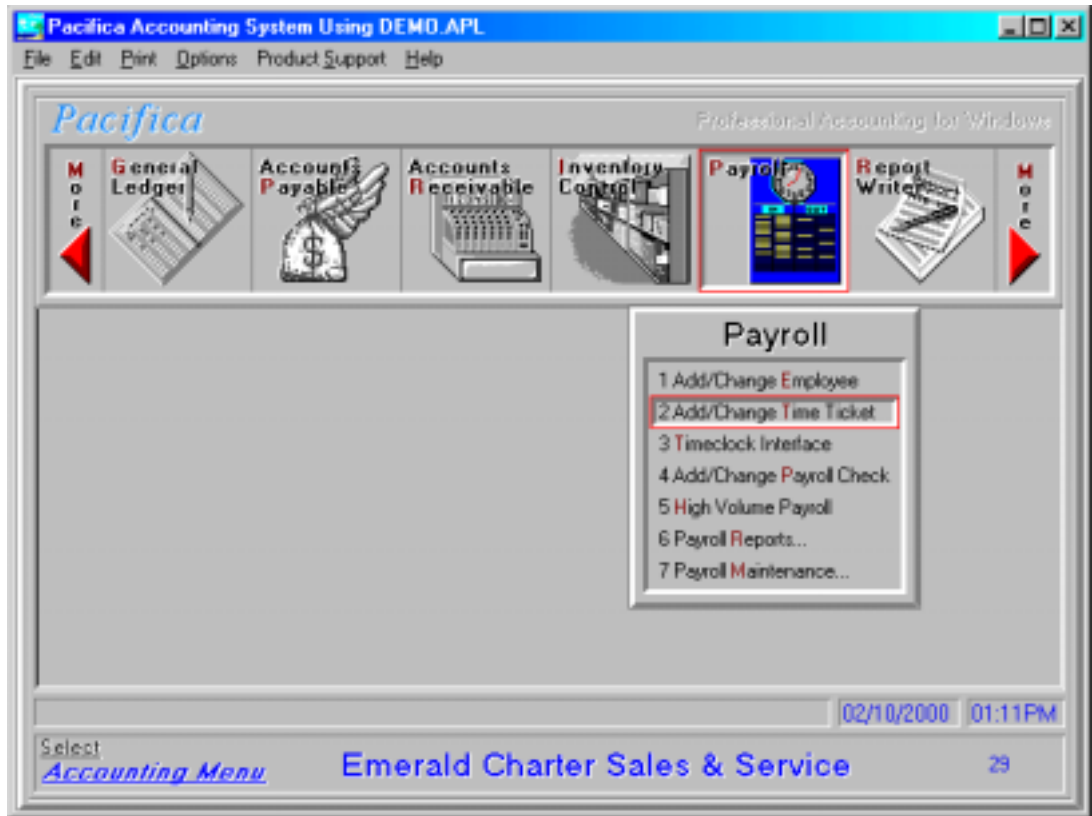 Pacifica Accounting System Using DEMO.APL
File Edit Print Options Product Support Help
Pacifica
Professional Accounting for Windows
More
General Ledger
Accounts Payable
Accounts Receivable
Inventory Control
Payroll
Report Writer
More
Payroll
1 Add/Change Employee
2 Add/Change Time Ticket
3 Timeclock Interface
4 Add/Change Payroll Check
5 High Volume Payroll
6 Payroll Reports...
7 Payroll Maintenance...
02/10/2000 01:11PM
Select
Accounting Menu
Emerald Charter Sales & Service
29